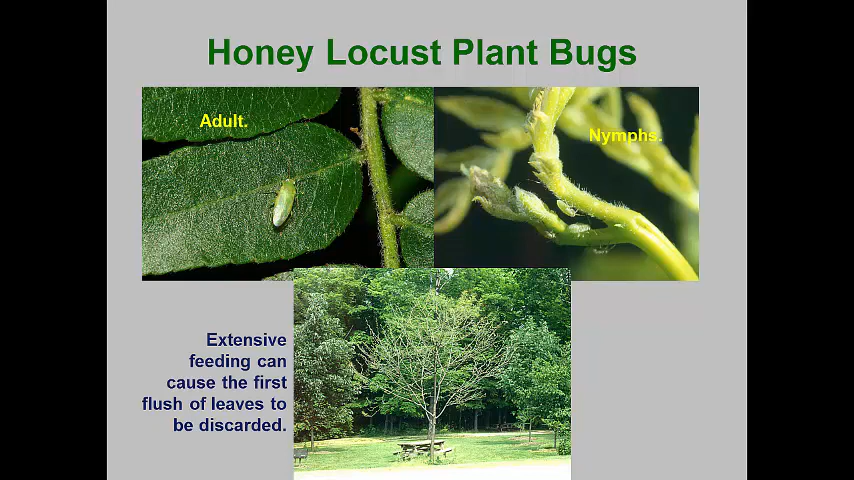 Honey Locust Plant Bugs
Adult.
Nymphs.
Extensive
feeding can
cause the first
flush of leaves to
be discarded.